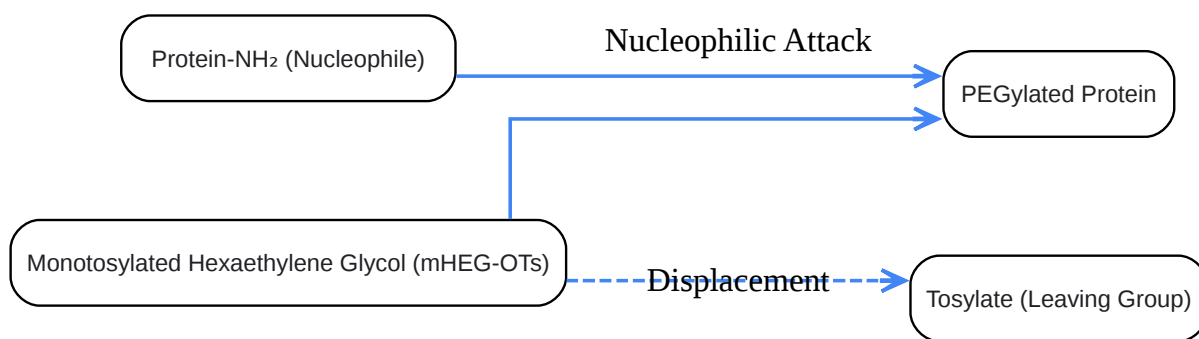 Nucleophilic Attack
Protein-NH₂ (Nucleophile)
PEGylated Protein
Monotosylated Hexaethylene Glycol (mHEG-OTs)
Displacement
Tosylate (Leaving Group)